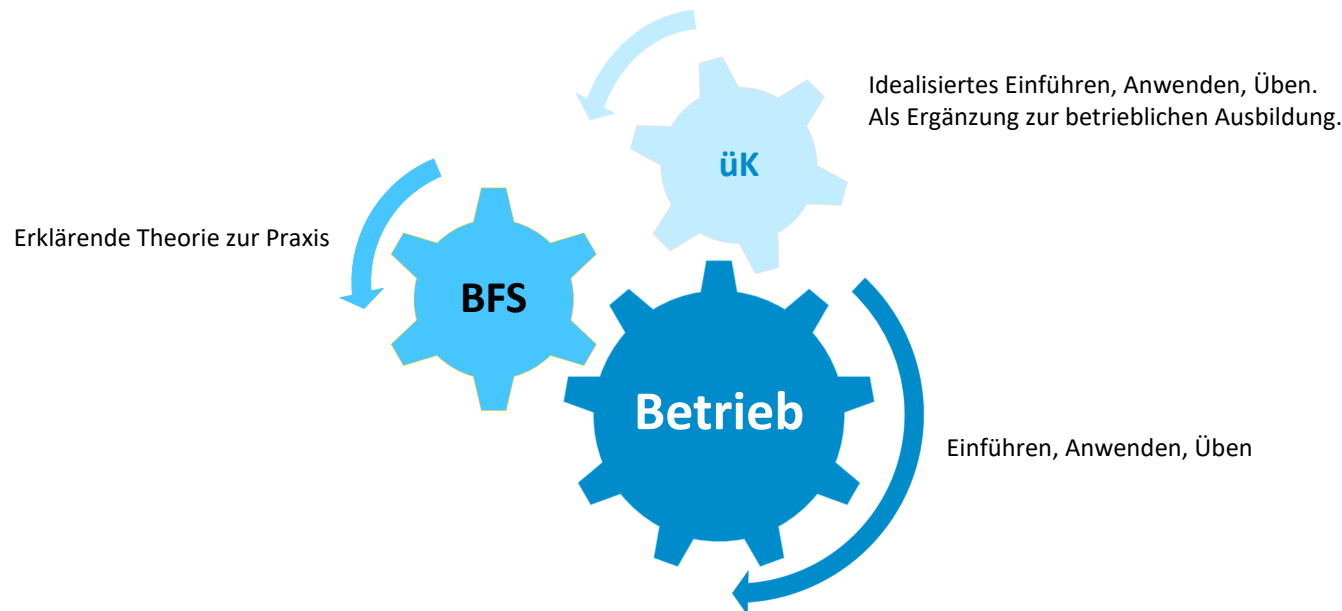 Idealisiertes Einführen, Anwenden, Üben.
Als Ergänzung zur betrieblichen Ausbildung.
üK
Erklärende Theorie zur Praxis
BFS
Betrieb
Einführen, Anwenden, Üben